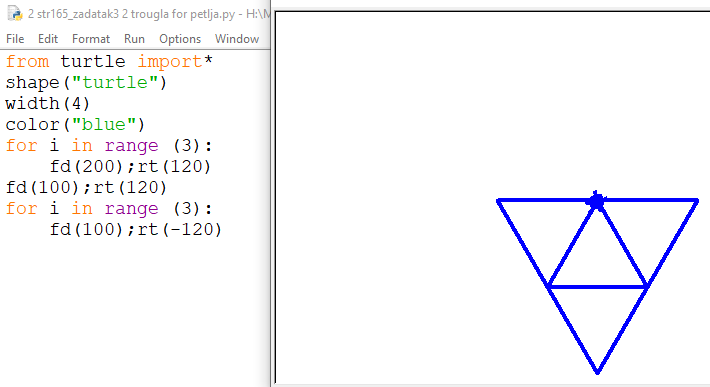 2 str165_zadatak3 2 trougla for petlja.py - H:\M
File Edit Format Run Options Window
from turtle import*
shape("turtle")
width(4)
color("blue")
for i in range (3):
    fd(200);rt(120)
fd(100);rt(120)
for i in range (3):
    fd(100);rt(-120)